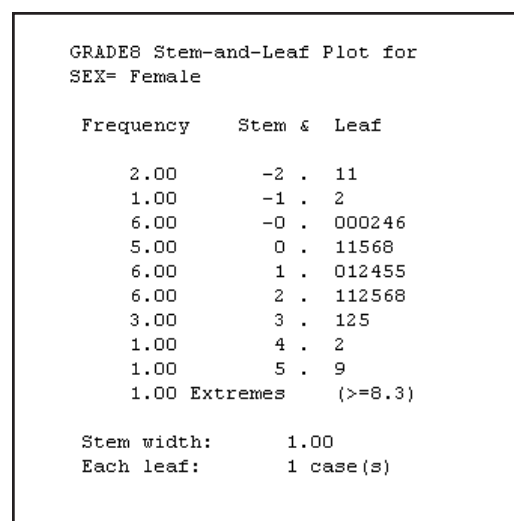 GRADE8 Stem-and-Leaf Plot for
SEX= Female
Frequency Stem & Leaf
2.00 -2 . 11
1.00 -1 . 2
6.00 -0 . 000246
5.00 0 . 11568
6.00 1 . 012455
6.00 2 . 112568
3.00 3 . 125
1.00 4 . 2
1.00 5 . 9
1.00 Extremes (>=8.3)
Stem width: 1.00
Each leaf: 1 case(s)